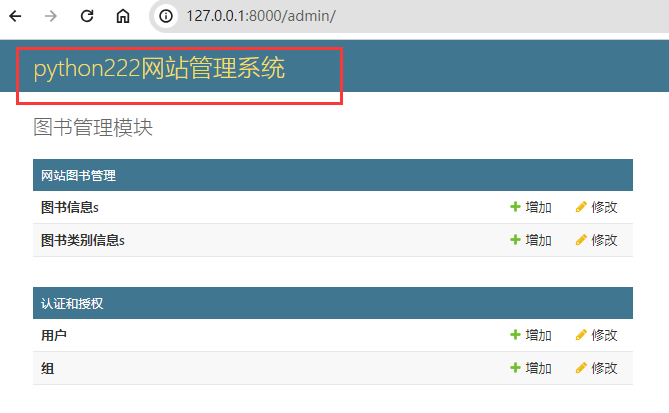 127.0.0.1:8000/admin/
python222网站管理系统
图书管理模块
网站图书管理
图书信息s 增加 修改
图书类别信息s 增加 修改
认证和授权
用户 增加 修改
组 增加 修改